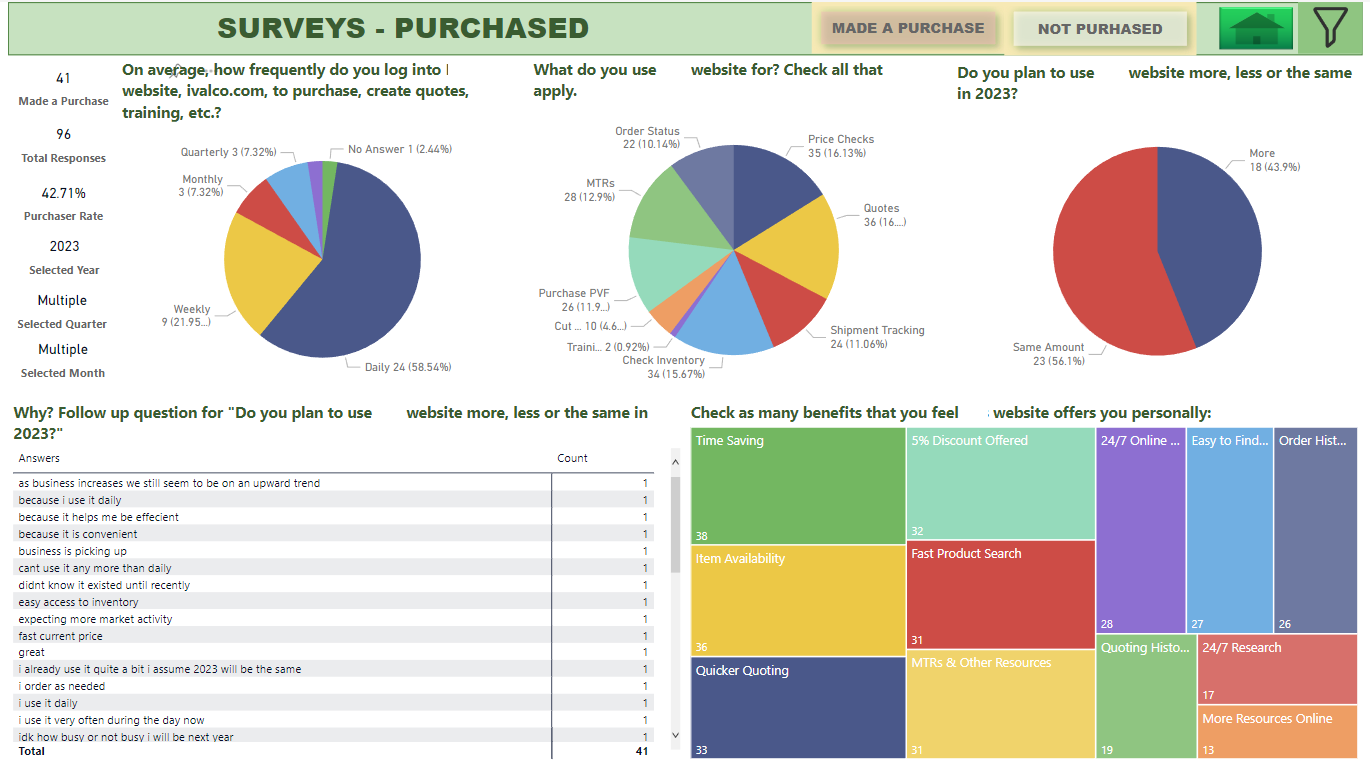 SURVEYS - PURCHASED
MADE A PURCHASE
NOT PURHASED
41
Made a Purchase
96
Total Responses
42.71%
Purchaser Rate
2023
Selected Year
Multiple
Selected Quarter
Multiple
Selected Month
On average, how frequently do you log into
website, ivalco.com, to purchase, create quotes,
training, etc.?
No Answer 1 (2.44%)
Quarterly 3 (7.32%)
Monthly
3 (7.32%)
Weekly
9 (21.95...)
Daily 24 (58.54%)
What do you use website for? Check all that
apply.
Order Status
22 (10.14%)
Price Checks
35 (16.13%)
MTRs
28 (12.9%)
Quotes
36 (16....)
Purchase PVF
26 (11.9...)
Cut ... 10 (4.6...)
Traini... 2 (0.92%)
Check Inventory
34 (15.67%)
Shipment Tracking
24 (11.06%)
Do you plan to use website more, less or the same
in 2023?
More
18 (43.9%)
Same Amount
23 (56.1%)
Why? Follow up question for "Do you plan to use website more, less or the same in
2023?"
Answers Count
as business increases we still seem to be on an upward trend 1
because i use it daily 1
because it helps me be effecient 1
because it is convenient 1
business is picking up 1
cant use it any more than daily 1
didnt know it existed until recently 1
easy access to inventory 1
expecting more market activity 1
fast current price 1
great 1
i already use it quite a bit i assume 2023 will be the same 1
i order as needed 1
i use it daily 1
i use it very often during the day now 1
idk how busy or not busy i will be next year 1
Total 41
Check as many benefits that you feel website offers you personally:
Time Saving
38
Item Availability
36
Quicker Quoting
33
5% Discount Offered
32
Fast Product Search
31
MTRs & Other Resources
31
24/7 Online ...
28
Easy to Find...
27
Order Hist...
26
Quoting Histo...
19
24/7 Research
17
More Resources Online
13